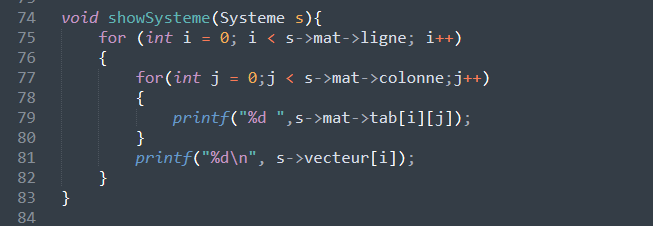 74 void showSysteme(Systeme s){
75 for (int i = 0; i < s->mat->ligne; i++)
76 {
77 for(int j = 0;j < s->mat->colonne;j++)
78 {
79 printf("%d ",s->mat->tab[i][j]);
80 }
81 printf("%d\n", s->vecteur[i]);
82 }
83 }
84